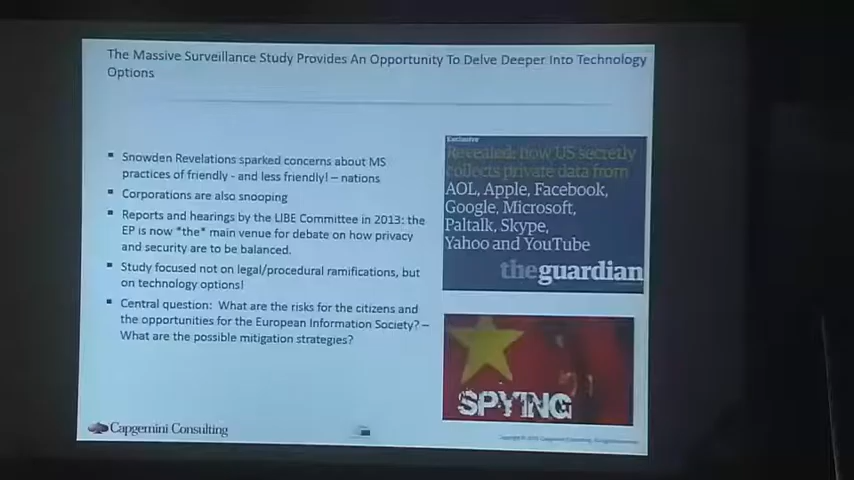 The Massive Surveillance Study Provides An Opportunity To Delve Deeper Into Technology
Options
Snowden Revelations sparked concerns about MS
practices of friendly - and less friendly! – nations
Corporations are also snooping
Reports and hearings by the LIBE Committee in 2013: the
EP is now *the* main venue for debate on how privacy
and security are to be balanced.
Study focused not on legal/procedural ramifications, but
on technology options!
Central question: What are the risks for the citizens and
the opportunities for the European Information Society? –
What are the possible mitigation strategies?
Exclusive
Revealed: how US secretly
collects private data from
AOL, Apple, Facebook,
Google, Microsoft,
Paltalk, Skype,
Yahoo and YouTube
theguardian
SPYING
Capgemini Consulting